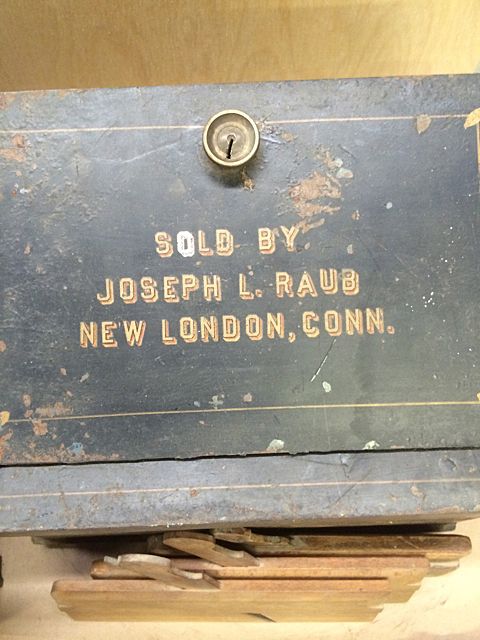 SOLD BY
JOSEPH L. RAUB
NEW LONDON, CONN.